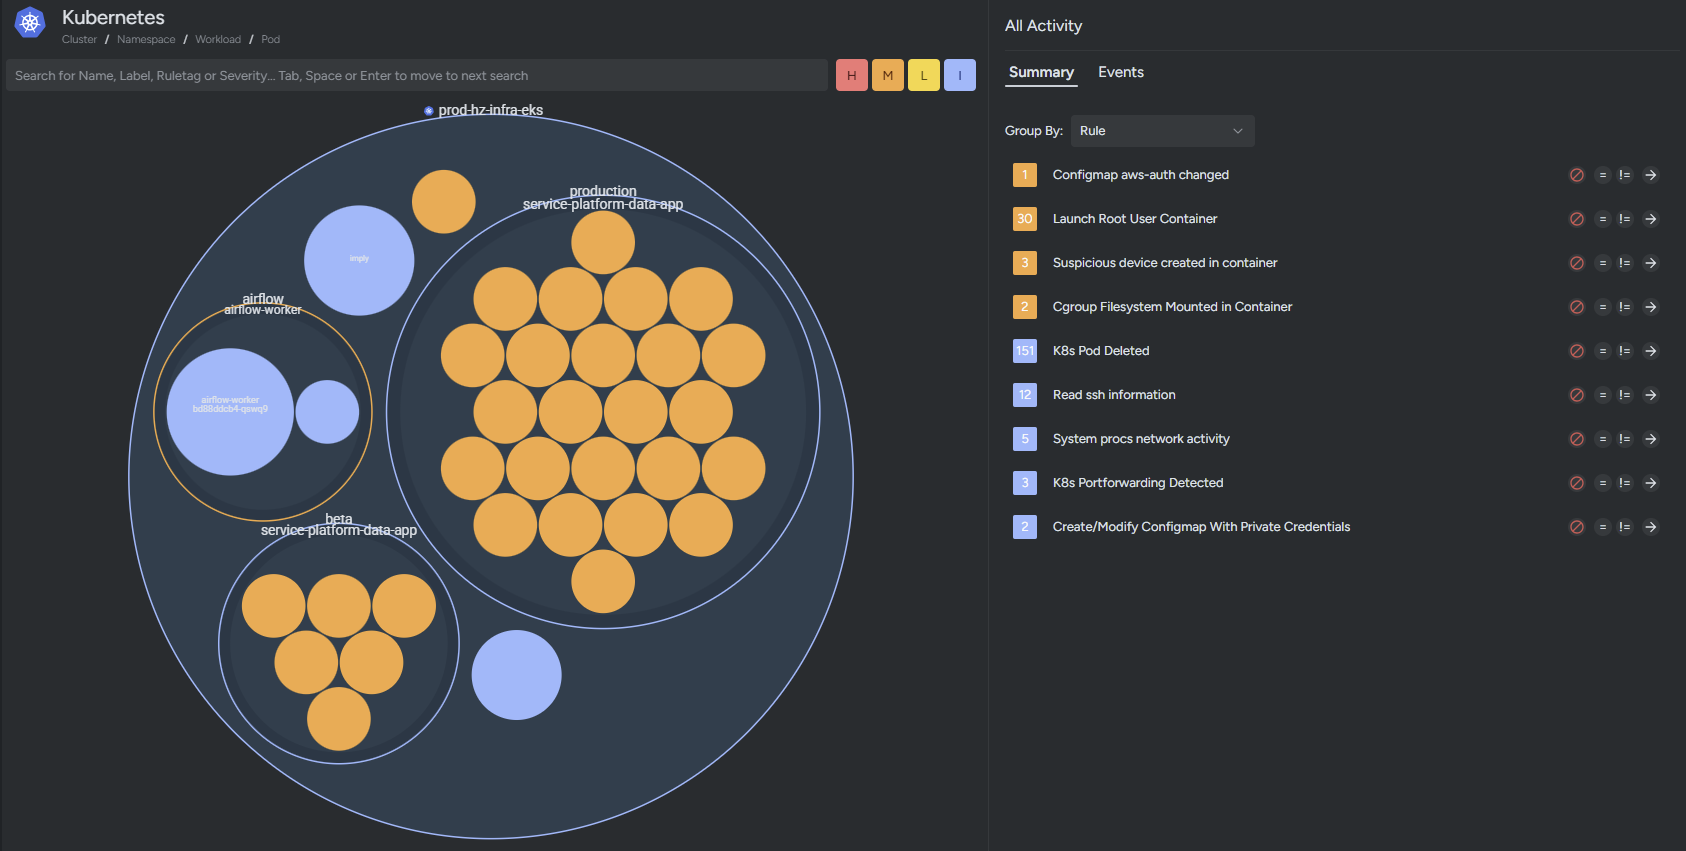 Kubernetes
Cluster / Namespace / Workload / Pod
Search for Name, Label, Ruletag or Severity... Tab, Space or Enter to move to next search
H M L I
prod-hz-infra-eks
production
service-platform-data-app
imply
airflow
airflow-worker
airflow-worker
bd88ddcb4-qswq9
beta
service-platform-data-app
All Activity
Summary Events
Group By: Rule
1 Configmap aws-auth changed = != →
30 Launch Root User Container = != →
3 Suspicious device created in container = != →
2 Cgroup Filesystem Mounted in Container = != →
151 K8s Pod Deleted = != →
12 Read ssh information = != →
5 System procs network activity = != →
3 K8s Portforwarding Detected = != →
2 Create/Modify Configmap With Private Credentials = != →